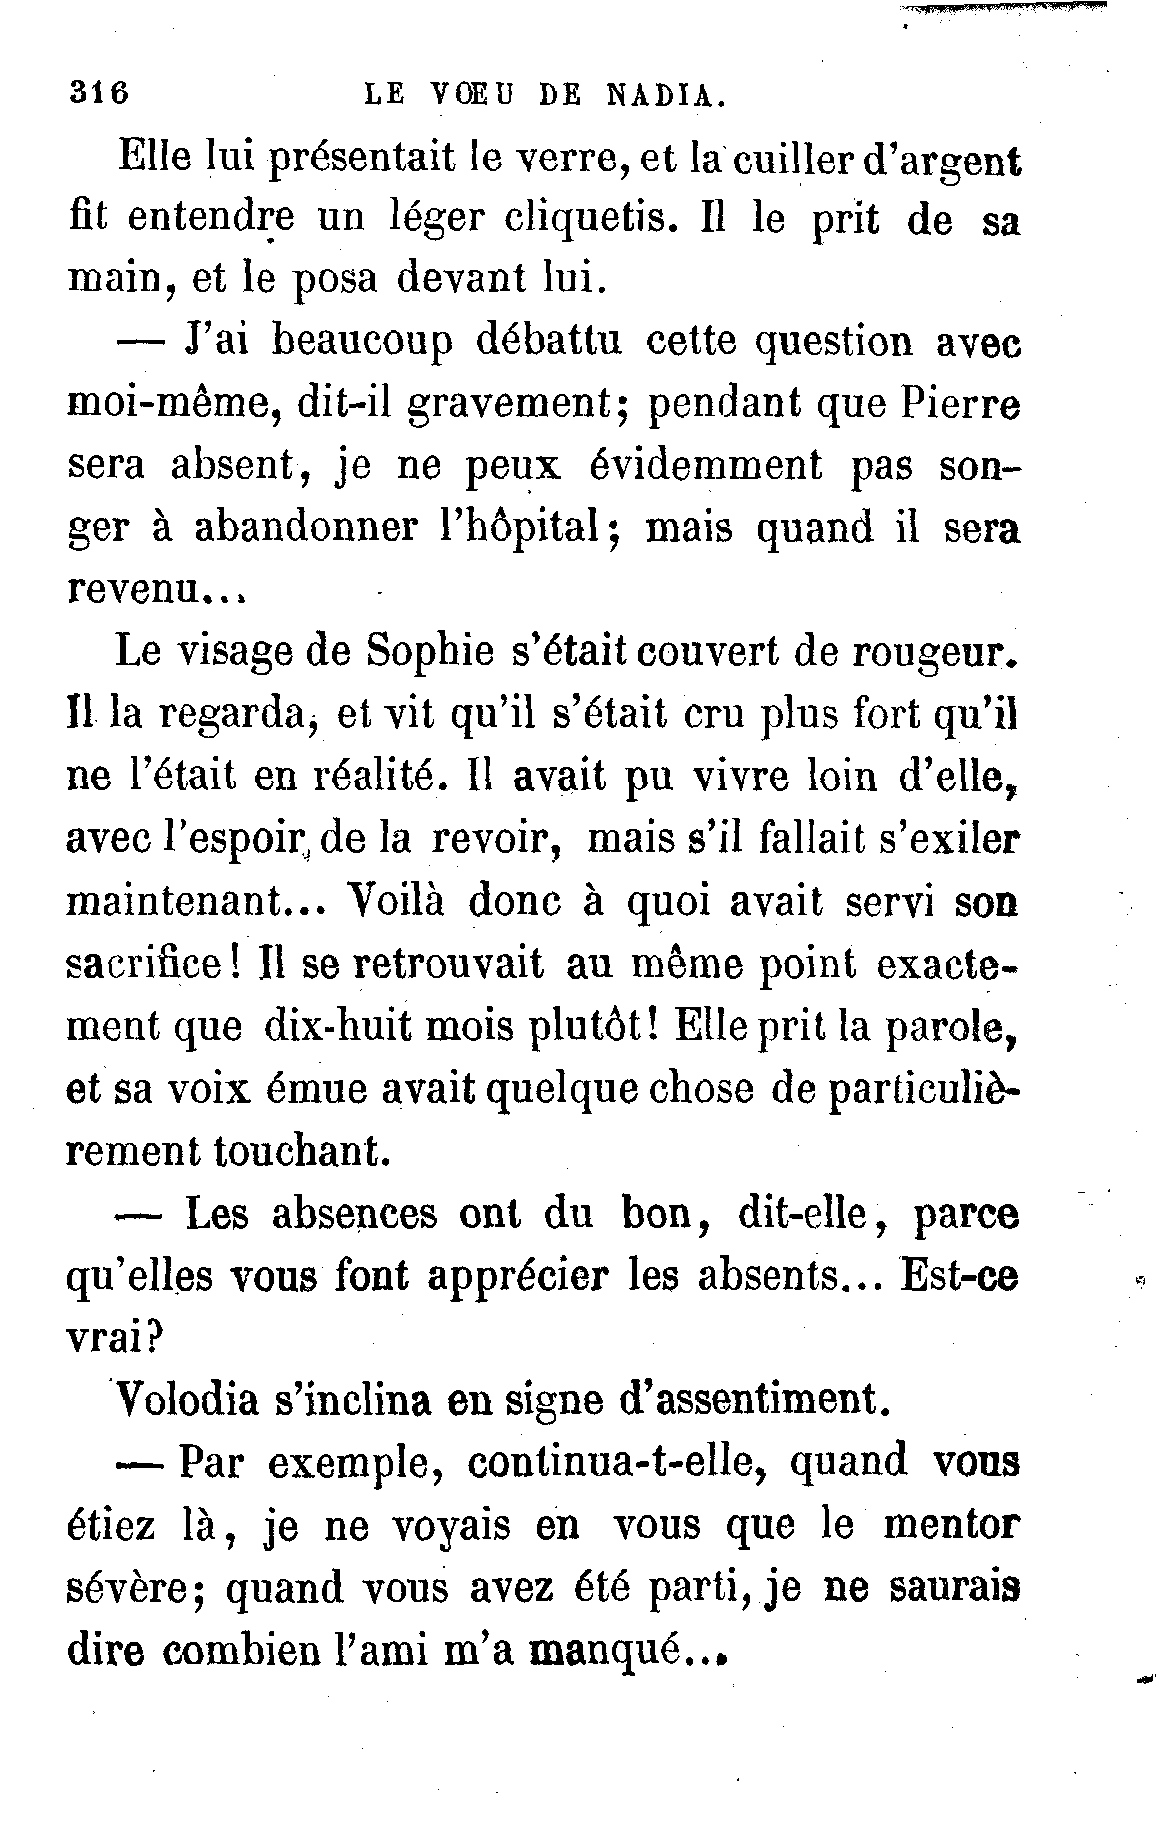 316 LE VŒU DE NADIA.
Elle lui présentait le verre, et la cuiller d'argent
fit entendre un léger cliquetis. Il le prit de sa
main, et le posa devant lui.
— J'ai beaucoup débattu cette question avec
moi-même, dit-il gravement; pendant que Pierre
sera absent, je ne peux évidemment pas son-
ger à abandonner l'hôpital; mais quand il sera
revenu...
Le visage de Sophie s'était couvert de rougeur.
Il la regarda, et vit qu'il s'était cru plus fort qu'il
ne l'était en réalité. Il avait pu vivre loin d'elle,
avec l'espoir de la revoir, mais s'il fallait s'exiler
maintenant... Voilà donc à quoi avait servi son
sacrifice! Il se retrouvait au même point exacte-
ment que dix-huit mois plutôt! Elle prit la parole,
et sa voix émue avait quelque chose de particuliè-
rement touchant.
— Les absences ont du bon, dit-elle, parce
qu'elles vous font apprécier les absents... Est-ce
vrai?
Volodia s'inclina en signe d'assentiment.
— Par exemple, continua-t-elle, quand vous
étiez là, je ne voyais en vous que le mentor
sévère; quand vous avez été parti, je ne saurais
dire combien l'ami m'a manqué...